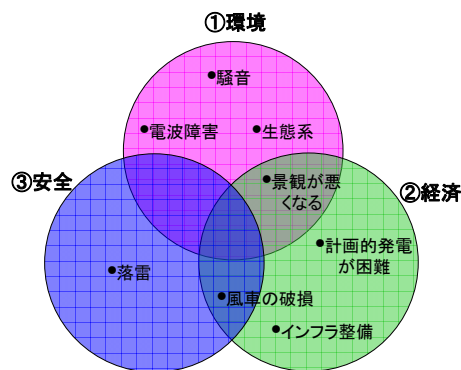 ①環境
●騒音
●電波障害
●生態系
③安全
●景観が悪
くなる
②経済
●計画的発電
が困難
●落雷
●風車の破損
●インフラ整備